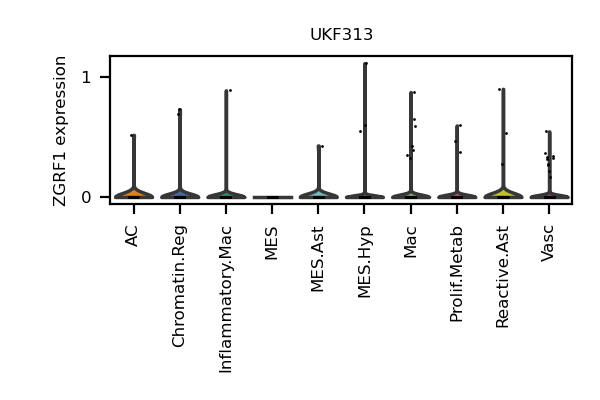 UKF313
ZGRF1 expression
1
0
AC
Chromatin.Reg
Inflammatory.Mac
MES
MES.Ast
MES.Hyp
Mac
Prolif.Metab
Reactive.Ast
Vasc